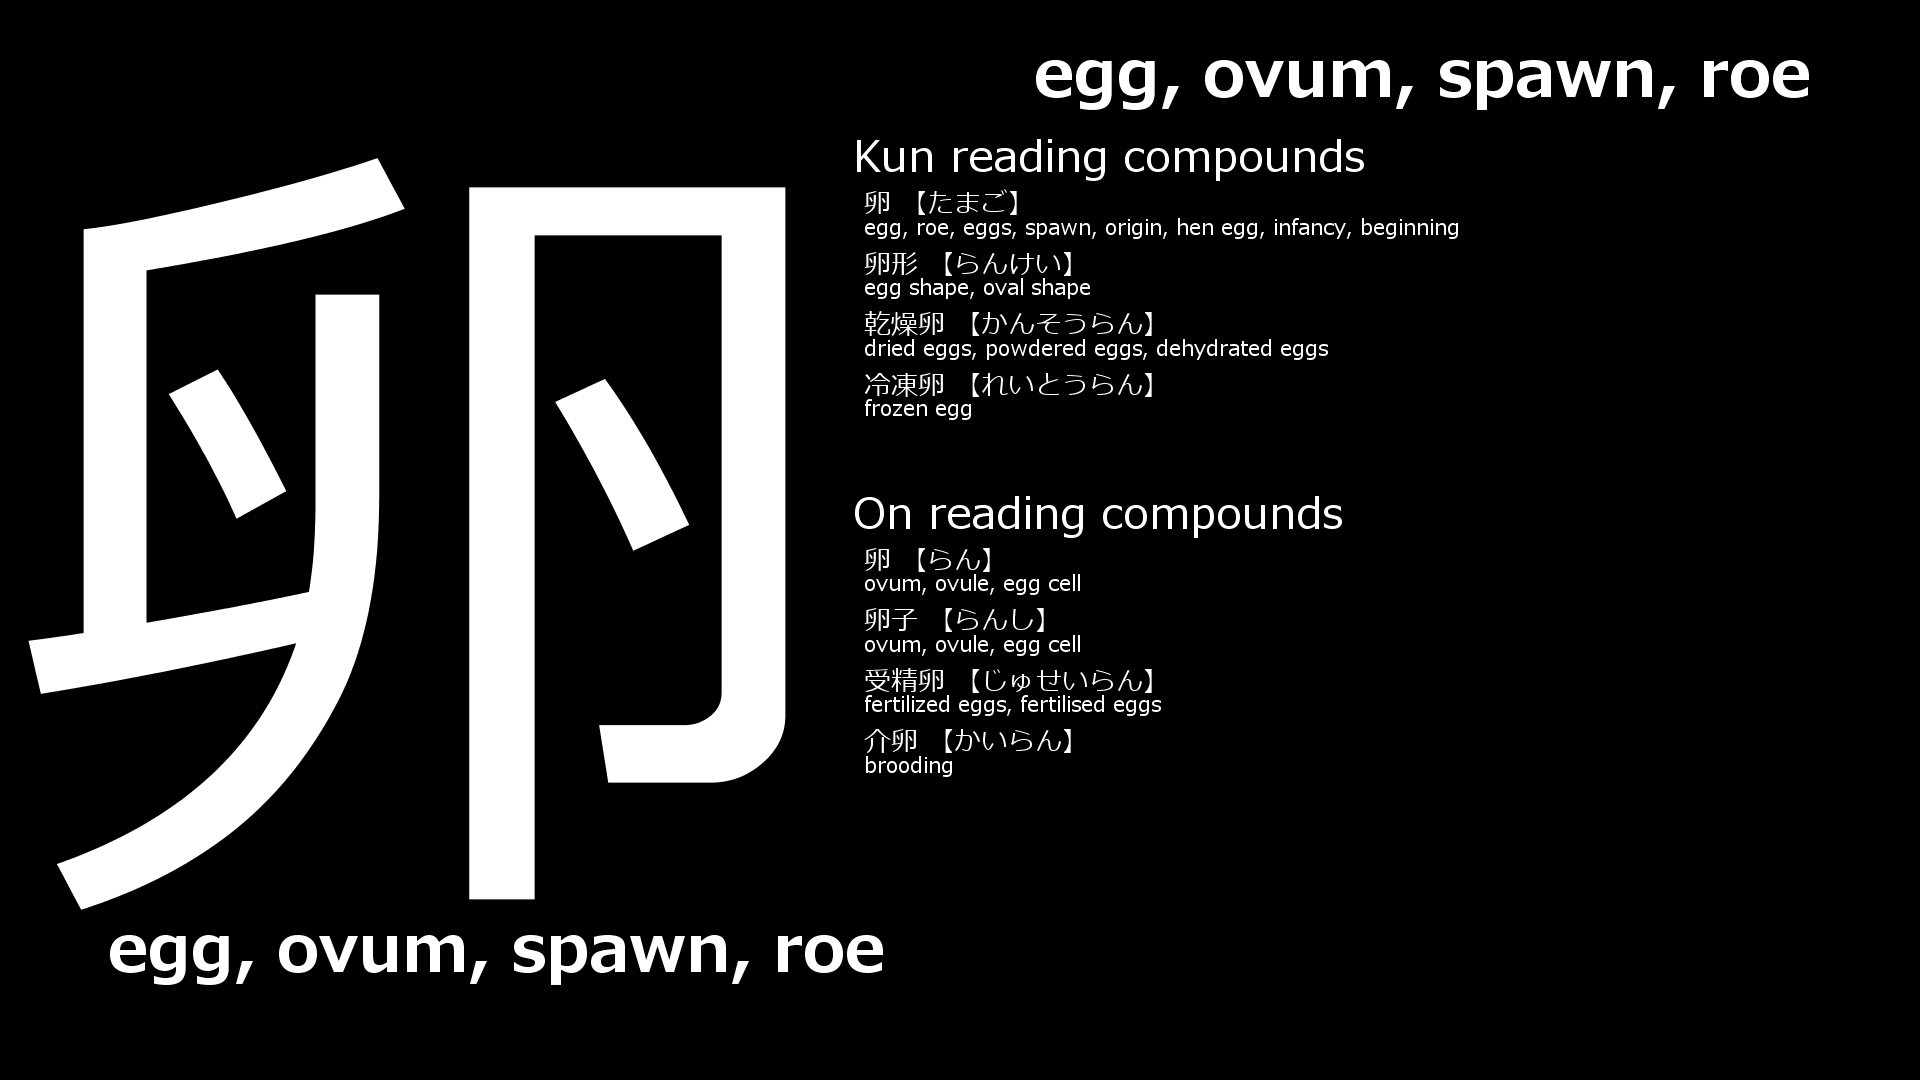 卵
egg, ovum, spawn, roe
egg, ovum, spawn, roe
Kun reading compounds
卵 【たまご】
egg, roe, eggs, spawn, origin, hen egg, infancy, beginning
卵形 【らんけい】
egg shape, oval shape
乾燥卵 【かんそうらん】
dried eggs, powdered eggs, dehydrated eggs
冷凍卵 【れいとうらん】
frozen egg
On reading compounds
卵 【らん】
ovum, ovule, egg cell
卵子 【らんし】
ovum, ovule, egg cell
受精卵 【じゅせいらん】
fertilized eggs, fertilised eggs
介卵 【かいらん】
brooding